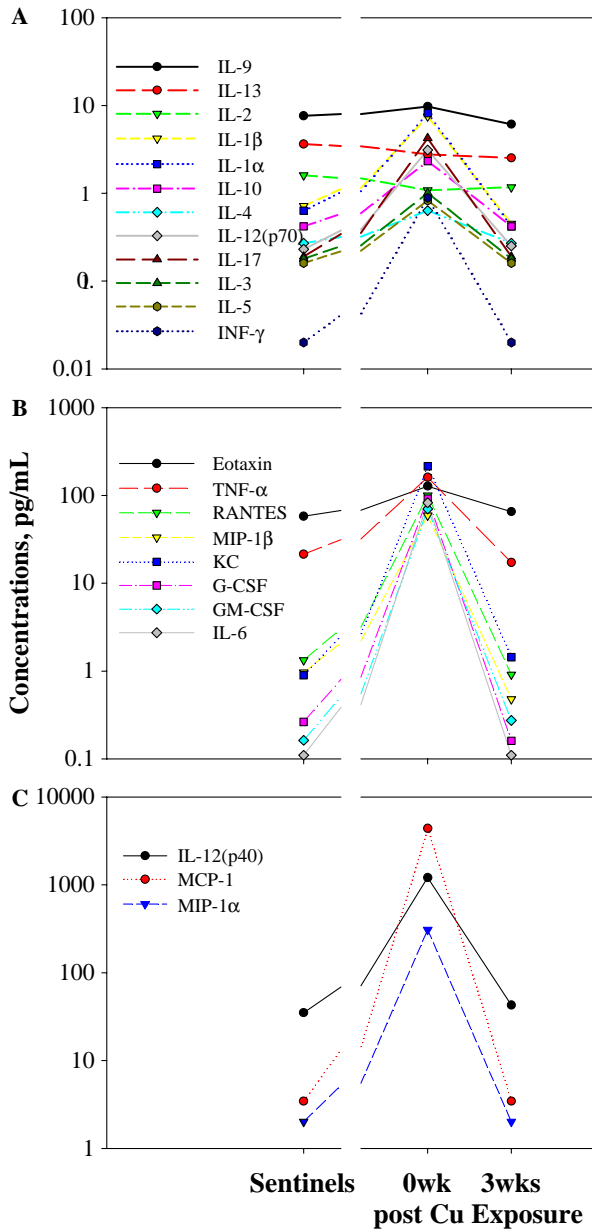 A
100
10
1
0.
1
0.01
IL-9
IL-13
IL-2
IL-1β
IL-1α
IL-10
IL-4
IL-12(p70)
IL-17
IL-3
IL-5
INF-γ
B
1000
100
10
1
0.1
Eotaxin
TNF-α
RANTES
MIP-1β
KC
G-CSF
GM-CSF
IL-6
Concentrations, pg/mL
C
10000
1000
100
10
1
IL-12(p40)
MCP-1
MIP-1α
Sentinels 0wk 3wks
post Cu Exposure